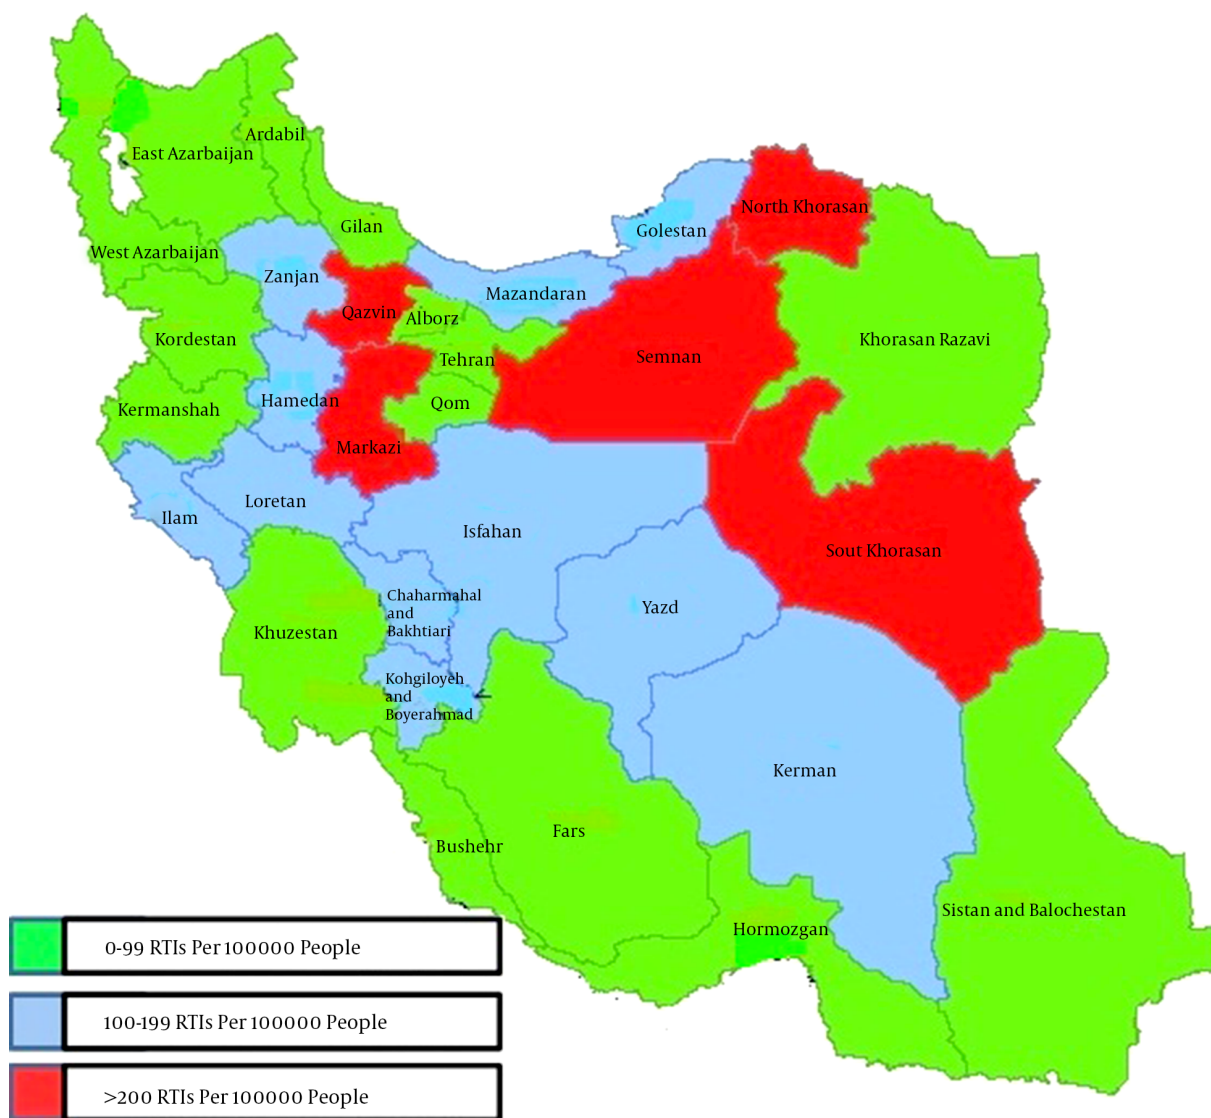 Ardabil
East Azarbaijan
North Khorasan
Gilan
Golestan
West Azarbaijan
Zanjan
Mazandaran
Qazvin
Alborz
Kordestan
Khorasan Razavi
Tehran
Semnan
Hamedan
Qom
Kermanshah
Markazi
Loretan
Ilam
Isfahan
Sout Khorasan
Chaharmahal
and
Bakhtiari
Yazd
Khuzestan
Kohgiloyeh
and
Boyerahmad
Kerman
Fars
Bushehr
Sistan and Balochestan
Hormozgan
0-99 RTIs Per 100000 People
100-199 RTIs Per 100000 People
>200 RTIs Per 100000 People